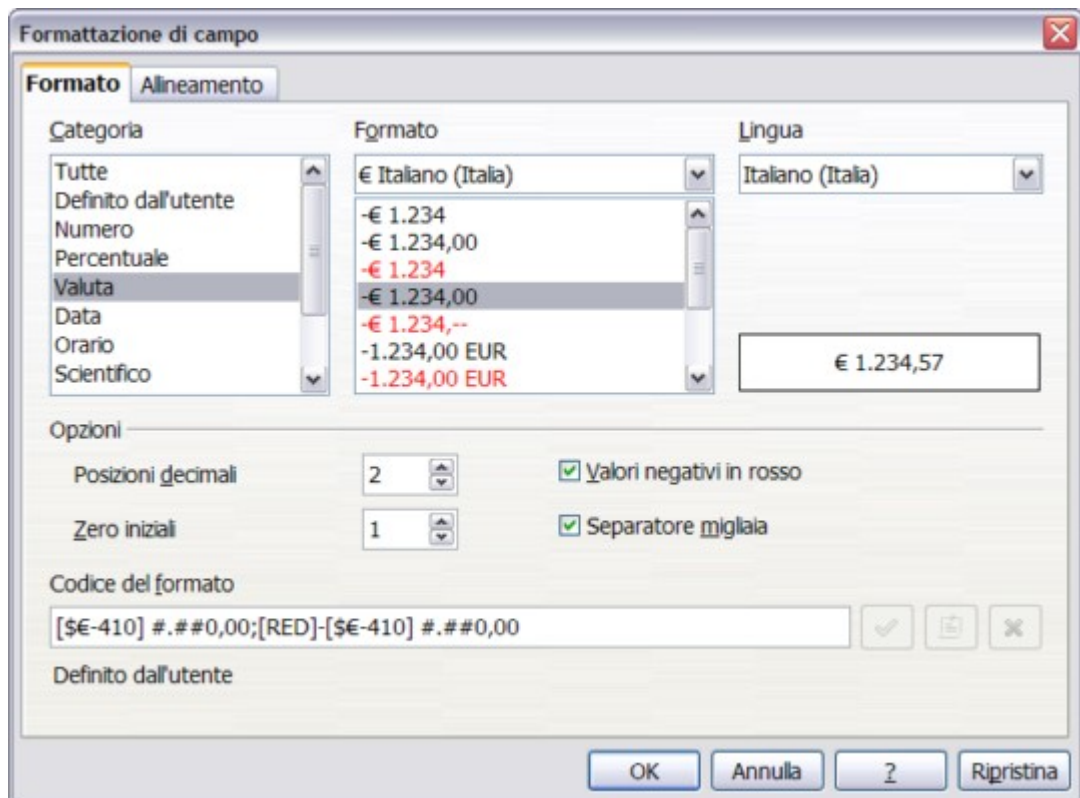 Formattazione di campo
Formato
Alineamento
Categoria
Tutte
Definito dall'utente
Numero
Percentuale
Valuta
Data
Orario
Scientifico
Formato
€ Italiano (Italia)
-€ 1.234
-€ 1.234,00
-€ 1.234
-€ 1.234,00
-€ 1.234,--
-1.234,00 EUR
-1.234,00 EUR
Lingua
Italiano (Italia)
€ 1.234,57
Opzioni
Posizioni decimali
2
Valori negativi in rosso
Zero iniziali
1
Separatore migliaia
Codice del formato
[$€-410] #.##0,00;[RED]-[$€-410] #.##0,00
Definito dall'utente
OK
Annulla
?
Ripristina